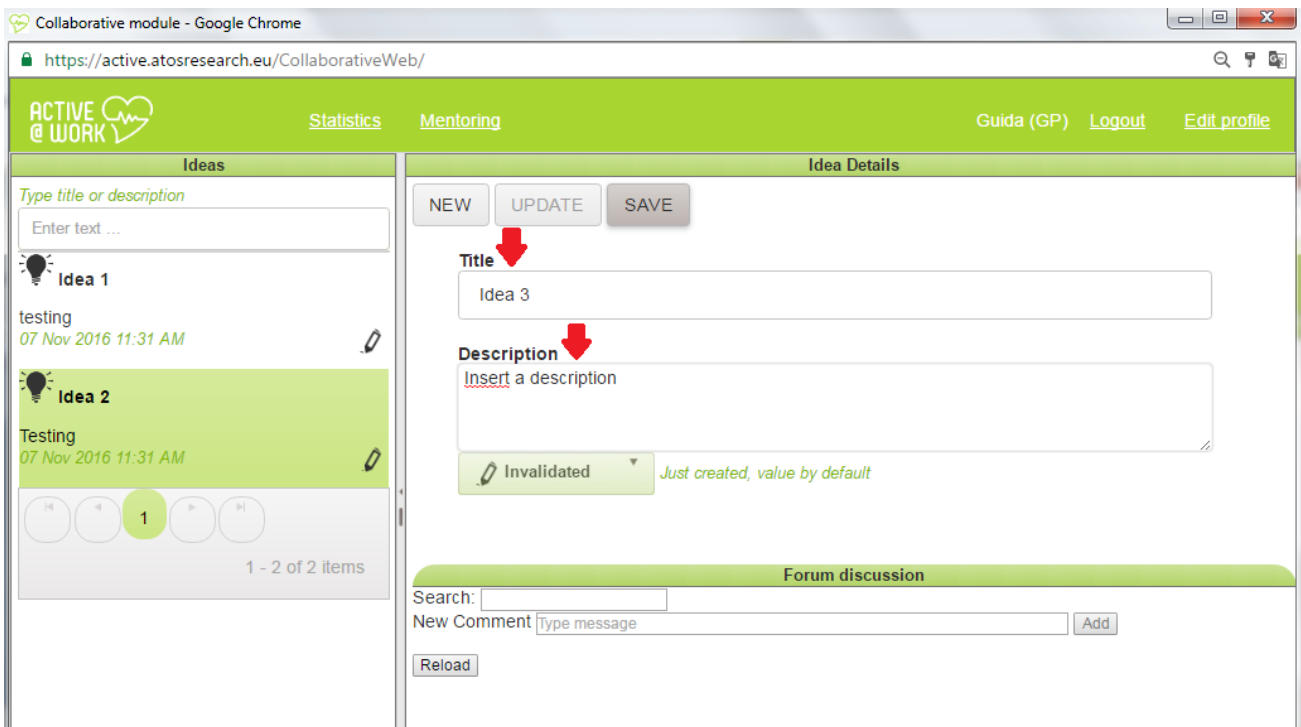 Collaborative module - Google Chrome
https://active.atosresearch.eu/CollaborativeWeb/
ACTIVE
@ WORK
Statistics Mentoring Guida (GP) Logout Edit profile
Ideas
Type title or description
Enter text ...
Idea 1
testing
07 Nov 2016 11:31 AM
Idea 2
Testing
07 Nov 2016 11:31 AM
1
1 - 2 of 2 items
Idea Details
NEW UPDATE SAVE
Title
Idea 3
Description
Insert a description
Invalidated Just created, value by default
Forum discussion
Search:
New Comment Type message Add
Reload